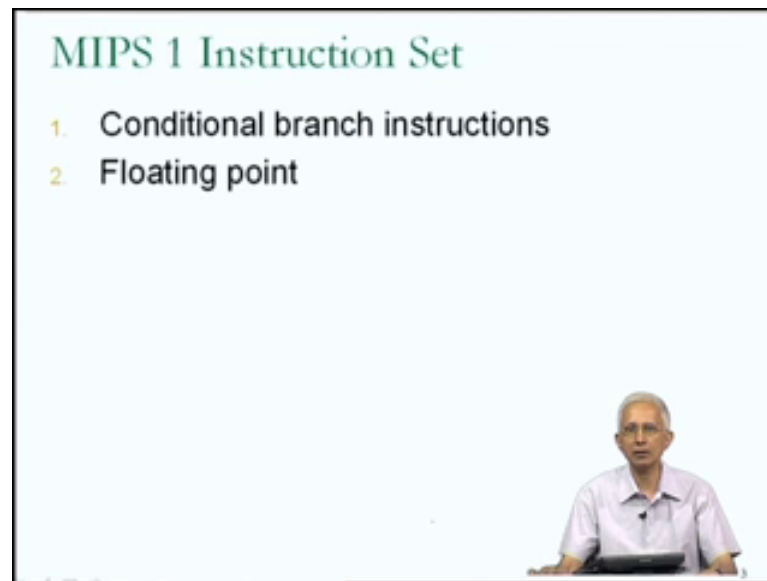 MIPS 1 Instruction Set
1. Conditional branch instructions
2. Floating point